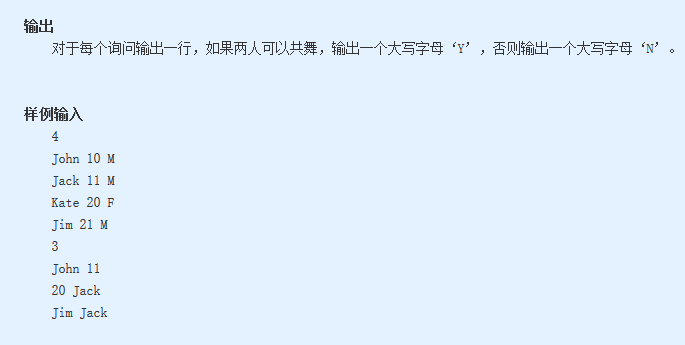 输出
对于每个询问输出一行，如果两人可以共舞，输出一个大写字母‘Y’，否则输出一个大写字母‘N’。
样例输入
4
John 10 M
Jack 11 M
Kate 20 F
Jim 21 M
3
John 11
20 Jack
Jim Jack